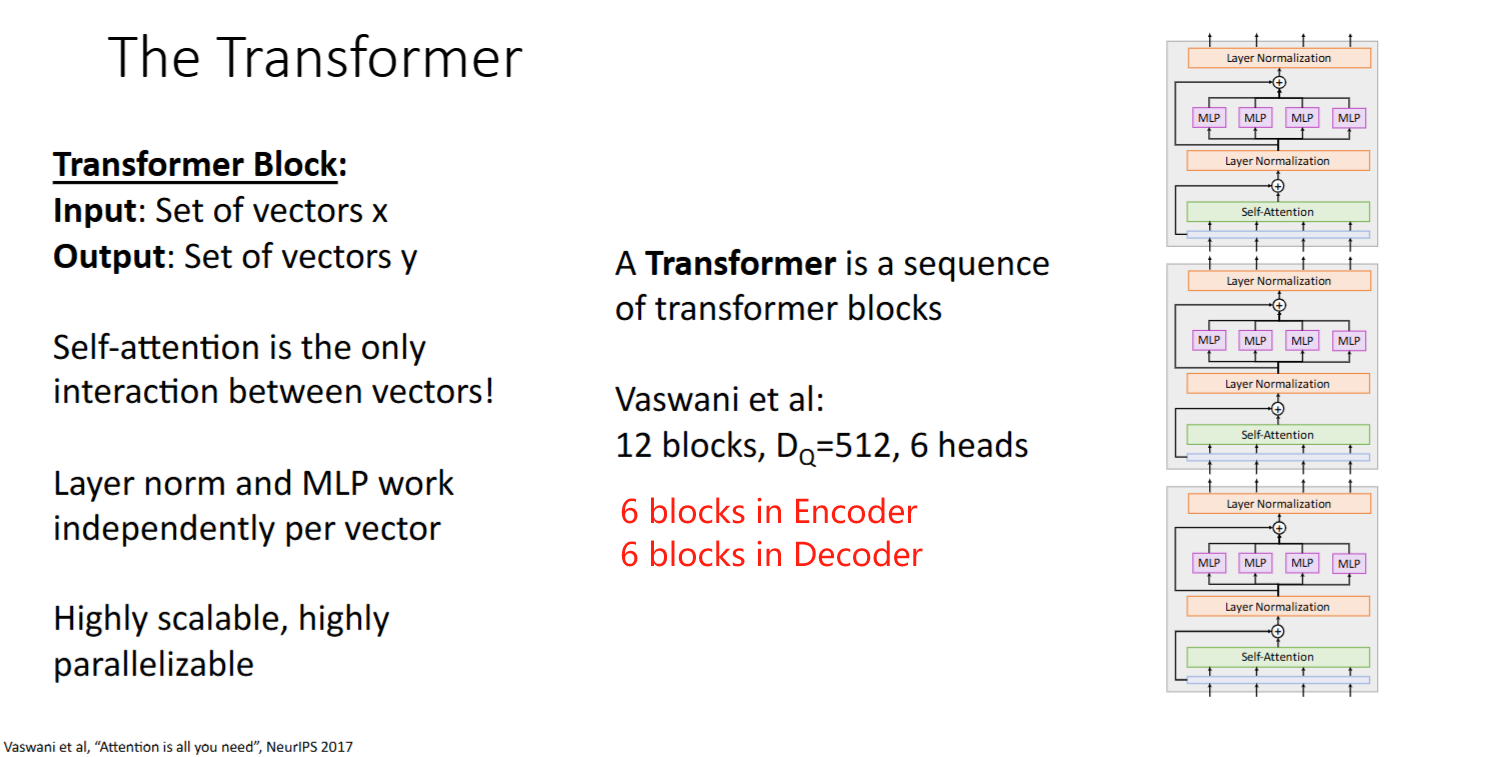 The Transformer
Transformer Block:
Input: Set of vectors x
Output: Set of vectors y
Self-attention is the only
interaction between vectors!
Layer norm and MLP work
independently per vector
Highly scalable, highly
parallelizable
A Transformer is a sequence
of transformer blocks
Vaswani et al:
12 blocks, D_Q=512, 6 heads
6 blocks in Encoder
6 blocks in Decoder
Layer Normalization
+
MLP MLP MLP MLP
Layer Normalization
+
Self-Attention
Layer Normalization
+
MLP MLP MLP MLP
Layer Normalization
+
Self-Attention
Layer Normalization
+
MLP MLP MLP MLP
Layer Normalization
+
Self-Attention
Vaswani et al, “Attention is all you need”, NeurIPS 2017